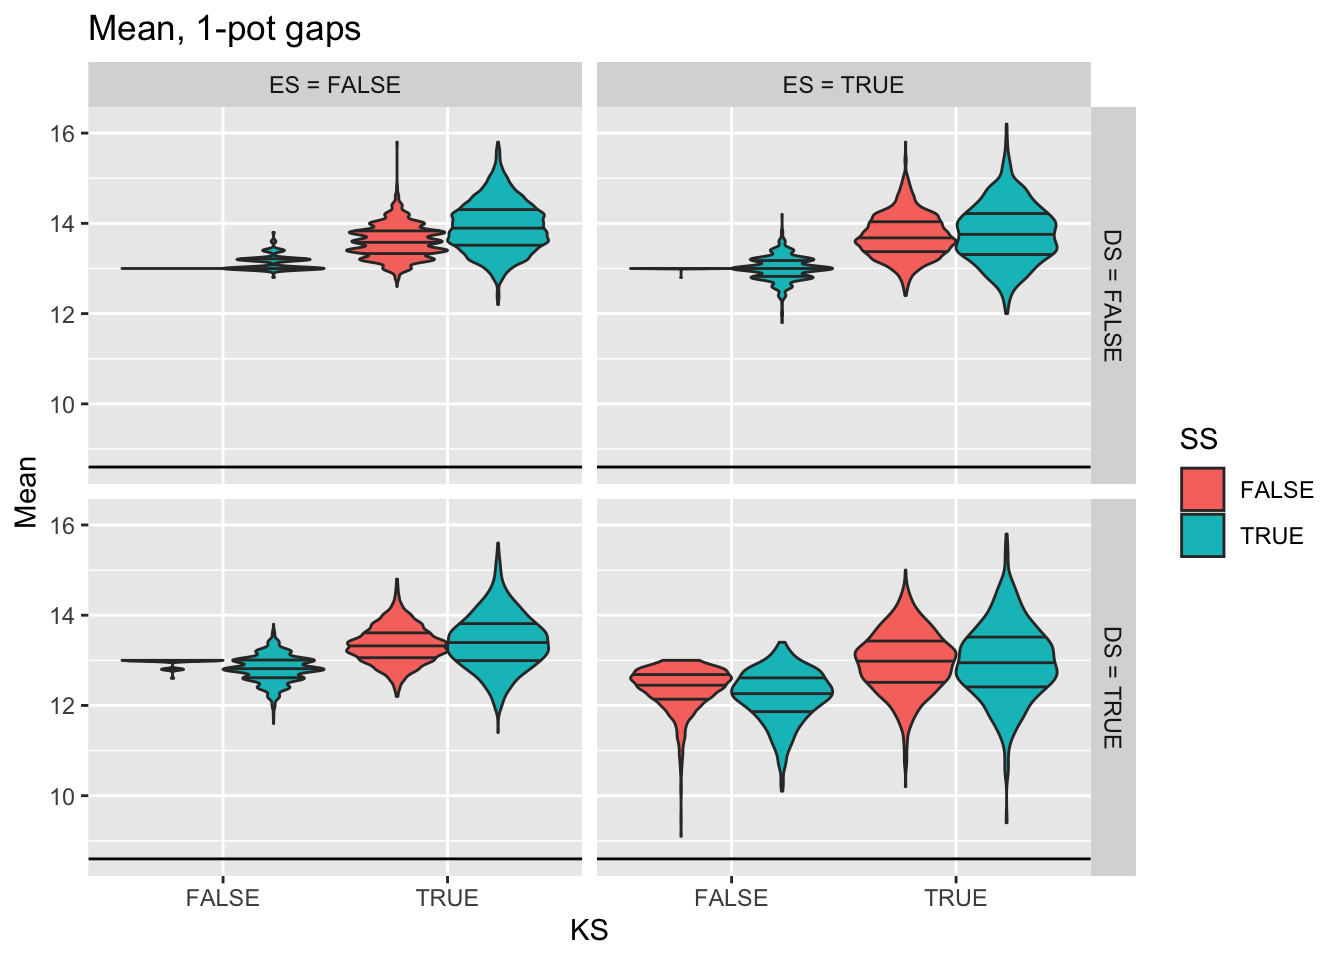 Mean, 1-pot gaps
ES = FALSE
ES = TRUE
16
14
12
10
DS = FALSE
16
14
12
10
DS = TRUE
Mean
FALSE
TRUE
FALSE
TRUE
KS
SS
FALSE
TRUE